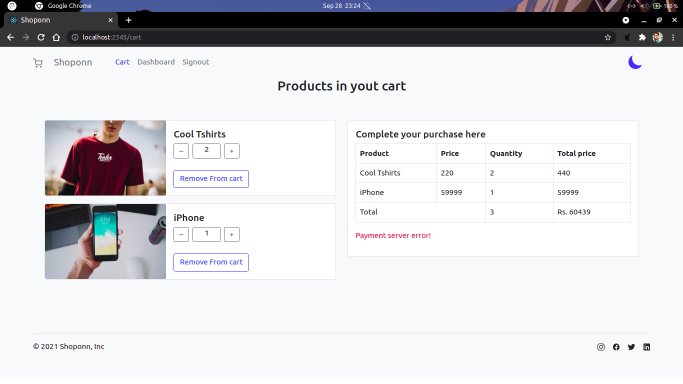 Google Chrome
Sep 28 23:24
100 %
Shoponn
localhost:2345/cart
Shoponn Cart Dashboard Signout
Products in yout cart
Cool Tshirts
− 2 +
Remove From cart
iPhone
− 1 +
Remove From cart
Complete your purchase here
Product Price Quantity Total price
Cool Tshirts 220 2 440
iPhone 59999 1 59999
Total 3 Rs. 60439
Payment server error!
© 2021 Shoponn, Inc